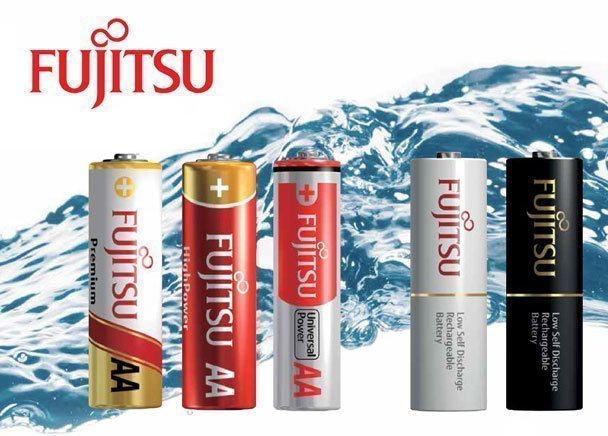 FUJITSU
FUJITSU
Premium
AA
+
FUJITSU
HighPower
AA
+
FUJITSU
Universal
Power
AA
FUJITSU
Low Self Discharge
Rechargeable
Battery
FUJITSU
Low Self Discharge
Rechargeable
Battery